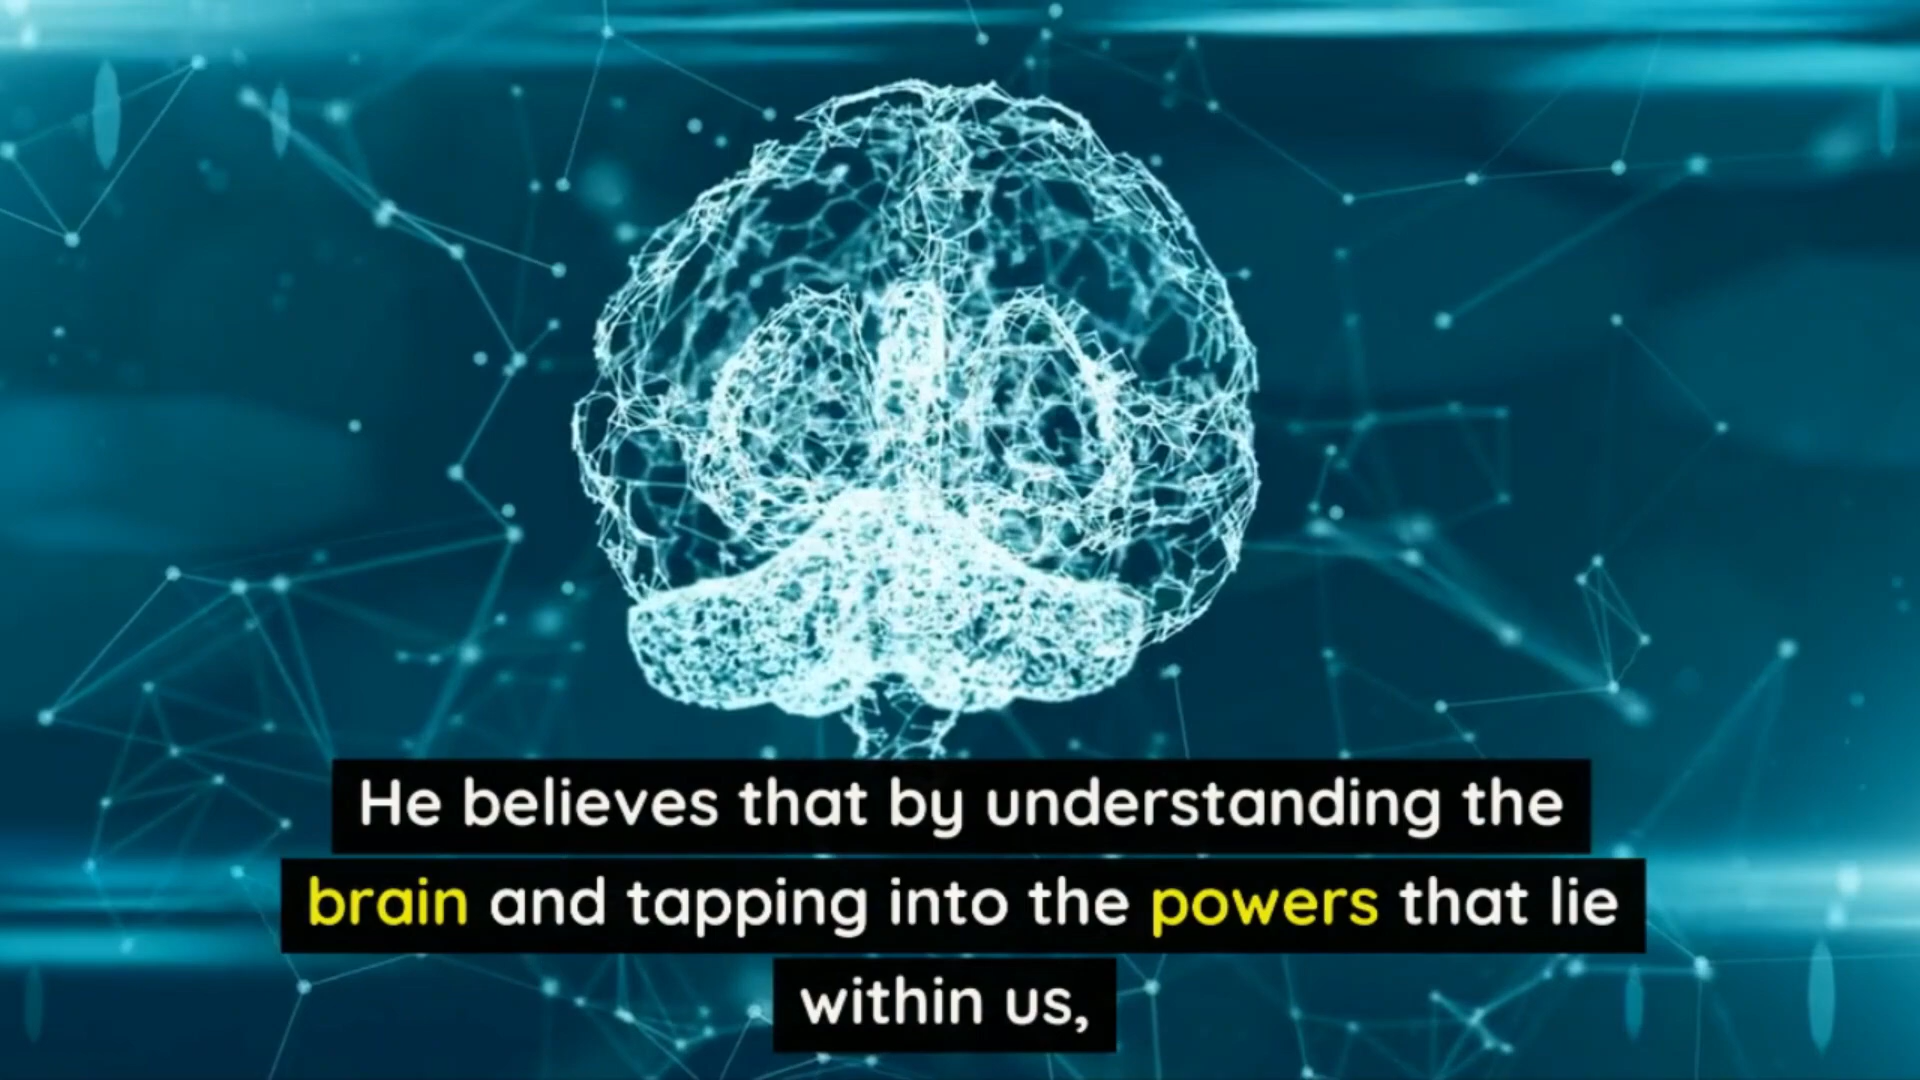 He believes that by understanding the
brain and tapping into the powers that lie
within us,